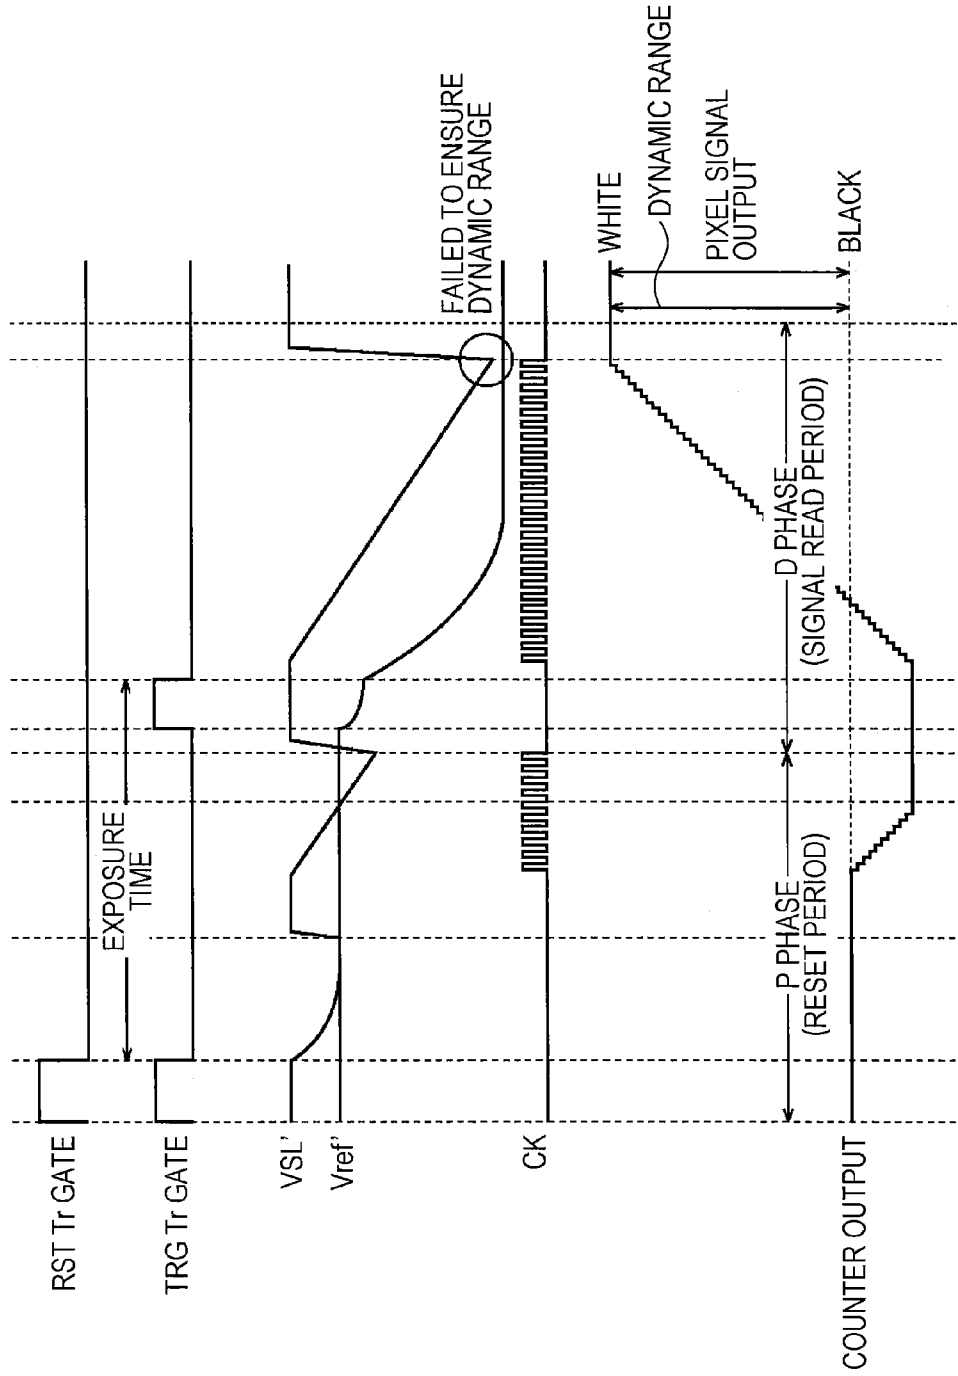 RST Tr GATE
TRG Tr GATE
EXPOSURE
TIME
VSL'
Vref'
FAILED TO ENSURE
DYNAMIC RANGE
CK
WHITE
DYNAMIC RANGE
PIXEL SIGNAL
OUTPUT
BLACK
P PHASE
(RESET PERIOD)
D PHASE
(SIGNAL READ PERIOD)
COUNTER OUTPUT